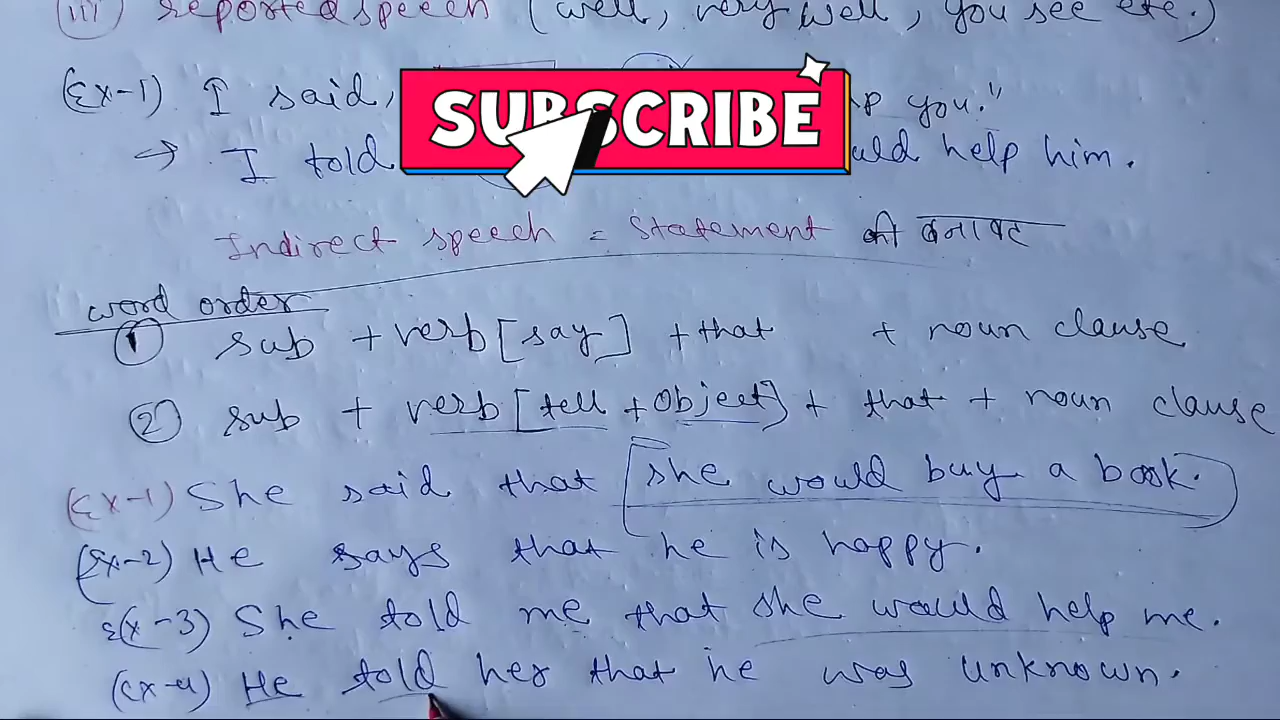 (iii) reported speech (well, very well, you see etc.)
(Ex-1) I said, you."
SUBSCRIBE
→ I told help him.
Indirect speech = Statement की बनावट
word order
① sub + verb [say] + that + noun clause
② sub + verb [tell + object] + that + noun clause
(Ex-1) She said that she would buy a book.
(Ex-2) He says that he is happy.
(Ex-3) She told me that she would help me.
(Ex-4) He told her that he was unknown.